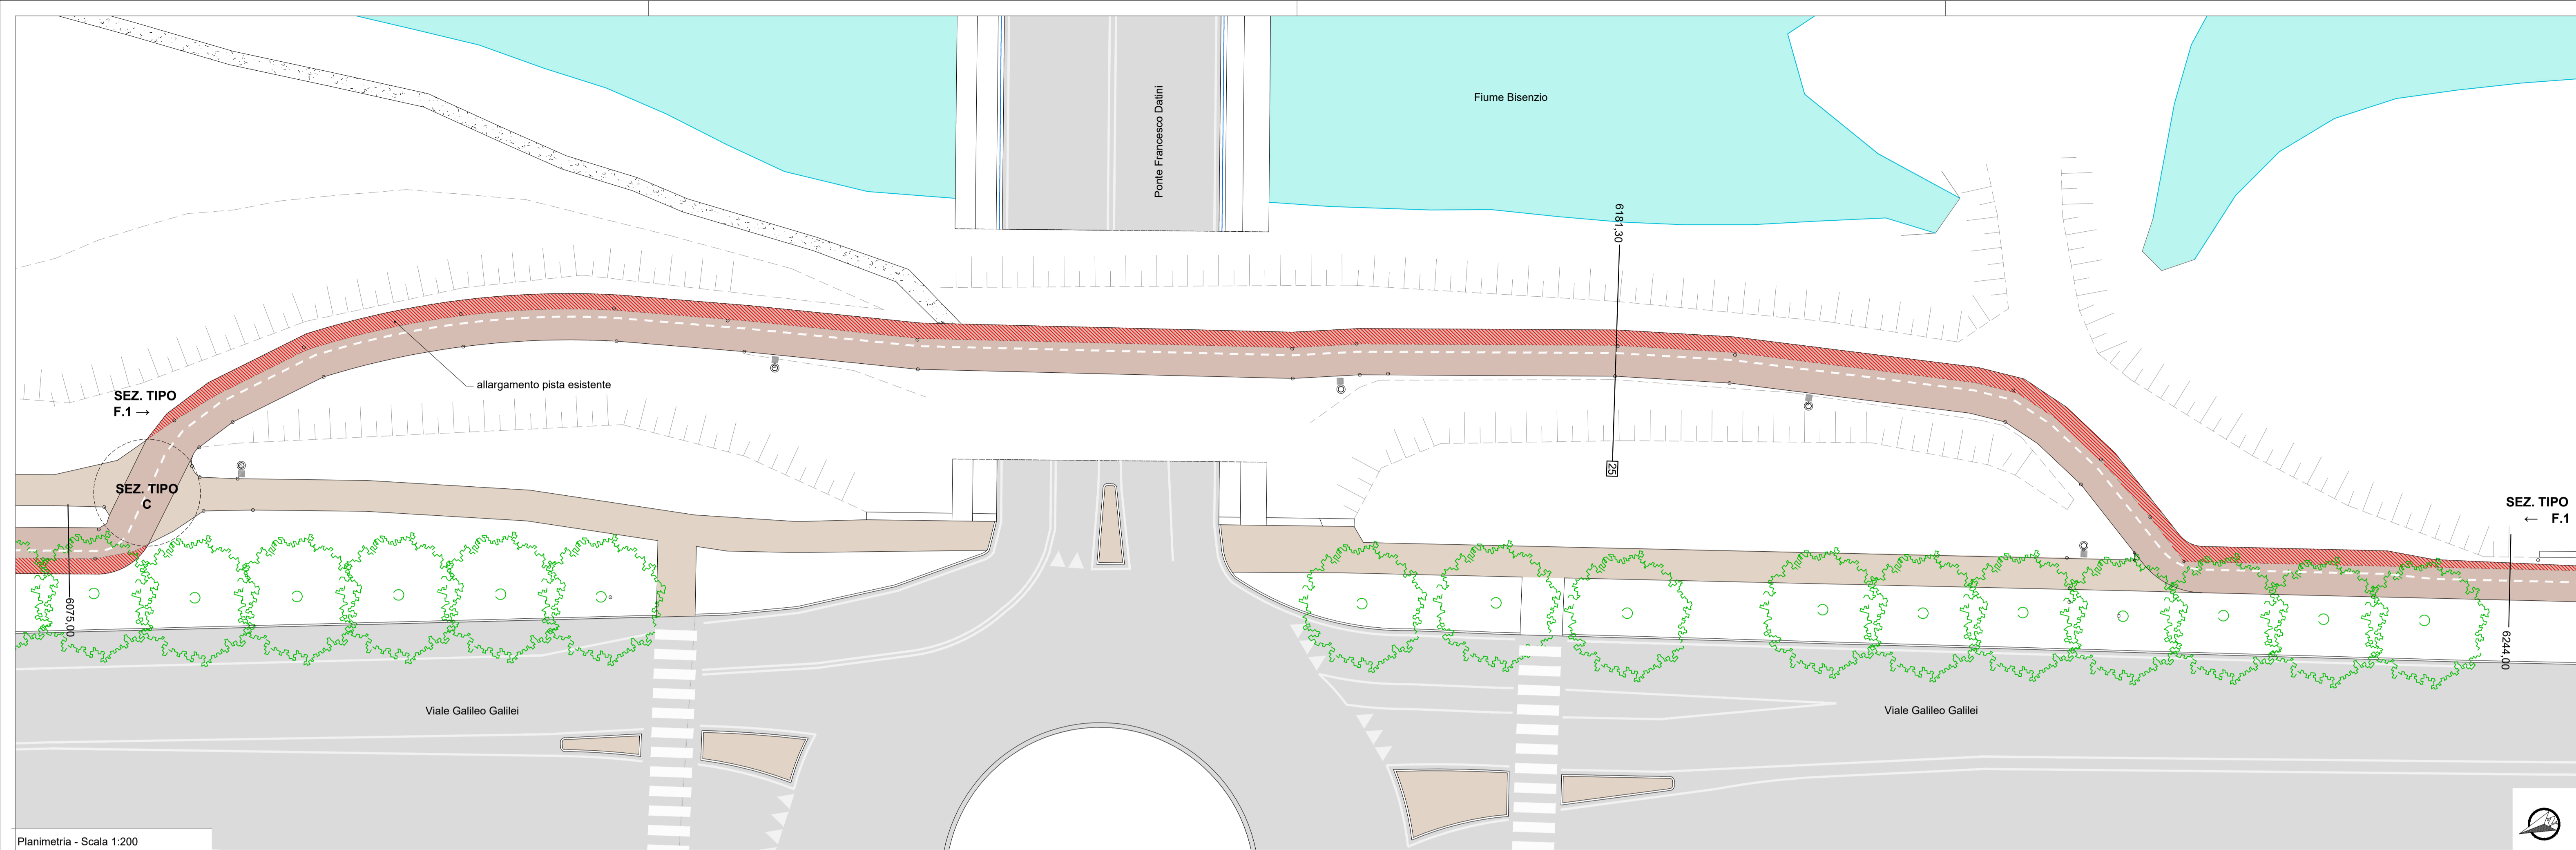 Ponte Francesco Datini
Fiume Bisenzio
6181,30
allargamento pista esistente
SEZ. TIPO
F.1 →
SEZ. TIPO
C
25
SEZ. TIPO
← F.1
6075,00
6244,00
Viale Galileo Galilei
Viale Galileo Galilei
Planimetria - Scala 1:200